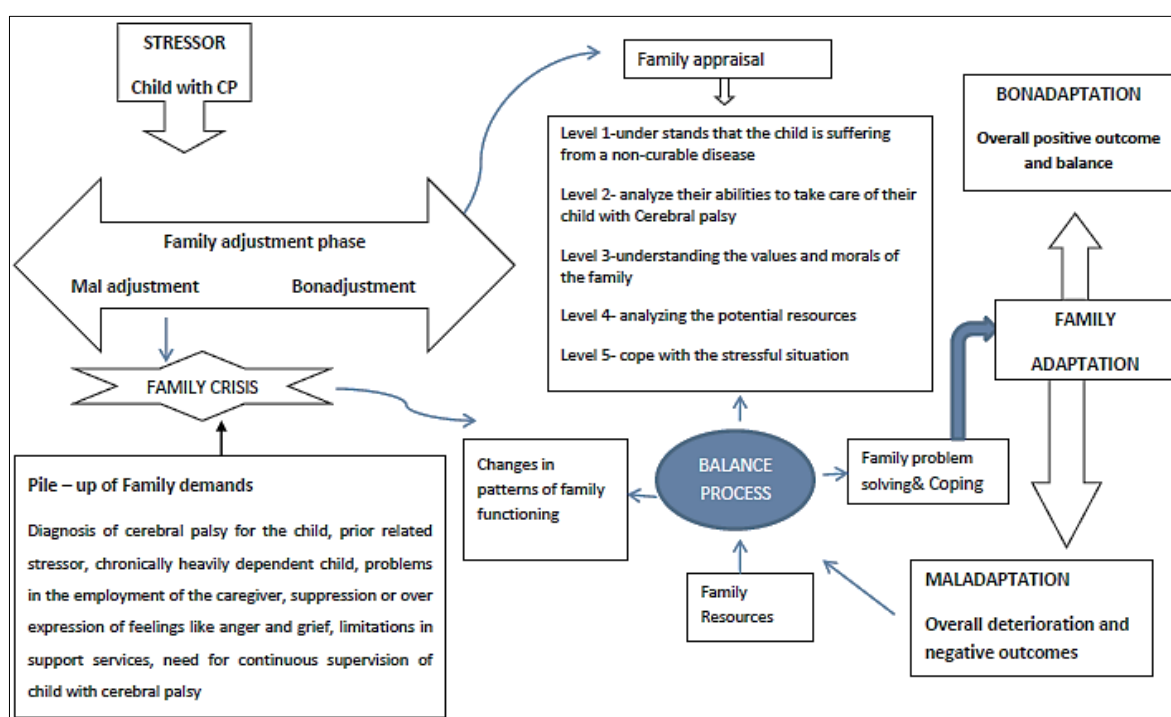 STRESSOR
Child with CP
Family appraisal
BONADAPTATION
Overall positive outcome
and balance
Level 1-under stands that the child is suffering
from a non-curable disease
Level 2- analyze their abilities to take care of their
child with Cerebral palsy
Level 3-understanding the values and morals of
the family
Level 4- analyzing the potential resources
Level 5- cope with the stressful situation
Family adjustment phase
Mal adjustment
Bonadjustment
FAMILY CRISIS
FAMILY
ADAPTATION
Pile – up of Family demands
Diagnosis of cerebral palsy for the child, prior related
stressor, chronically heavily dependent child, problems
in the employment of the caregiver, suppression or over
expression of feelings like anger and grief, limitations in
support services, need for continuous supervision of
child with cerebral palsy
Changes in
patterns of family
functioning
BALANCE
PROCESS
Family problem
solving& Coping
Family
Resources
MALADAPTATION
Overall deterioration and
negative outcomes